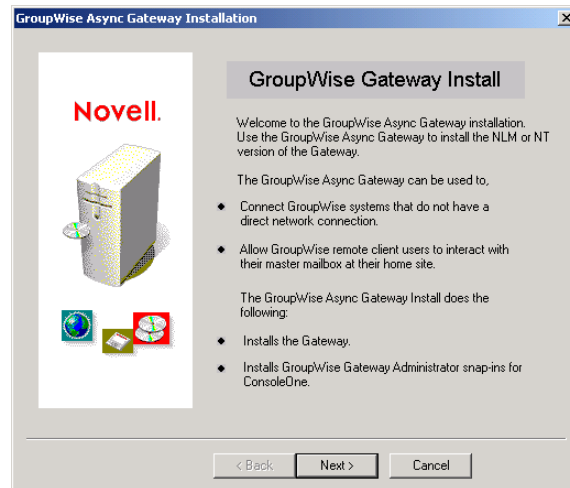 GroupWise Async Gateway Installation
Novell.
GroupWise Gateway Install
Welcome to the GroupWise Async Gateway installation.
Use the GroupWise Async Gateway to install the NLM or NT
version of the Gateway.
The GroupWise Async Gateway can be used to,
Connect GroupWise systems that do not have a
direct network connection.
Allow GroupWise remote client users to interact with
their master mailbox at their home site.
The GroupWise Async Gateway Install does the
following:
Installs the Gateway.
Installs GroupWise Gateway Administrator snap-ins for
ConsoleOne.
< Back
Next >
Cancel